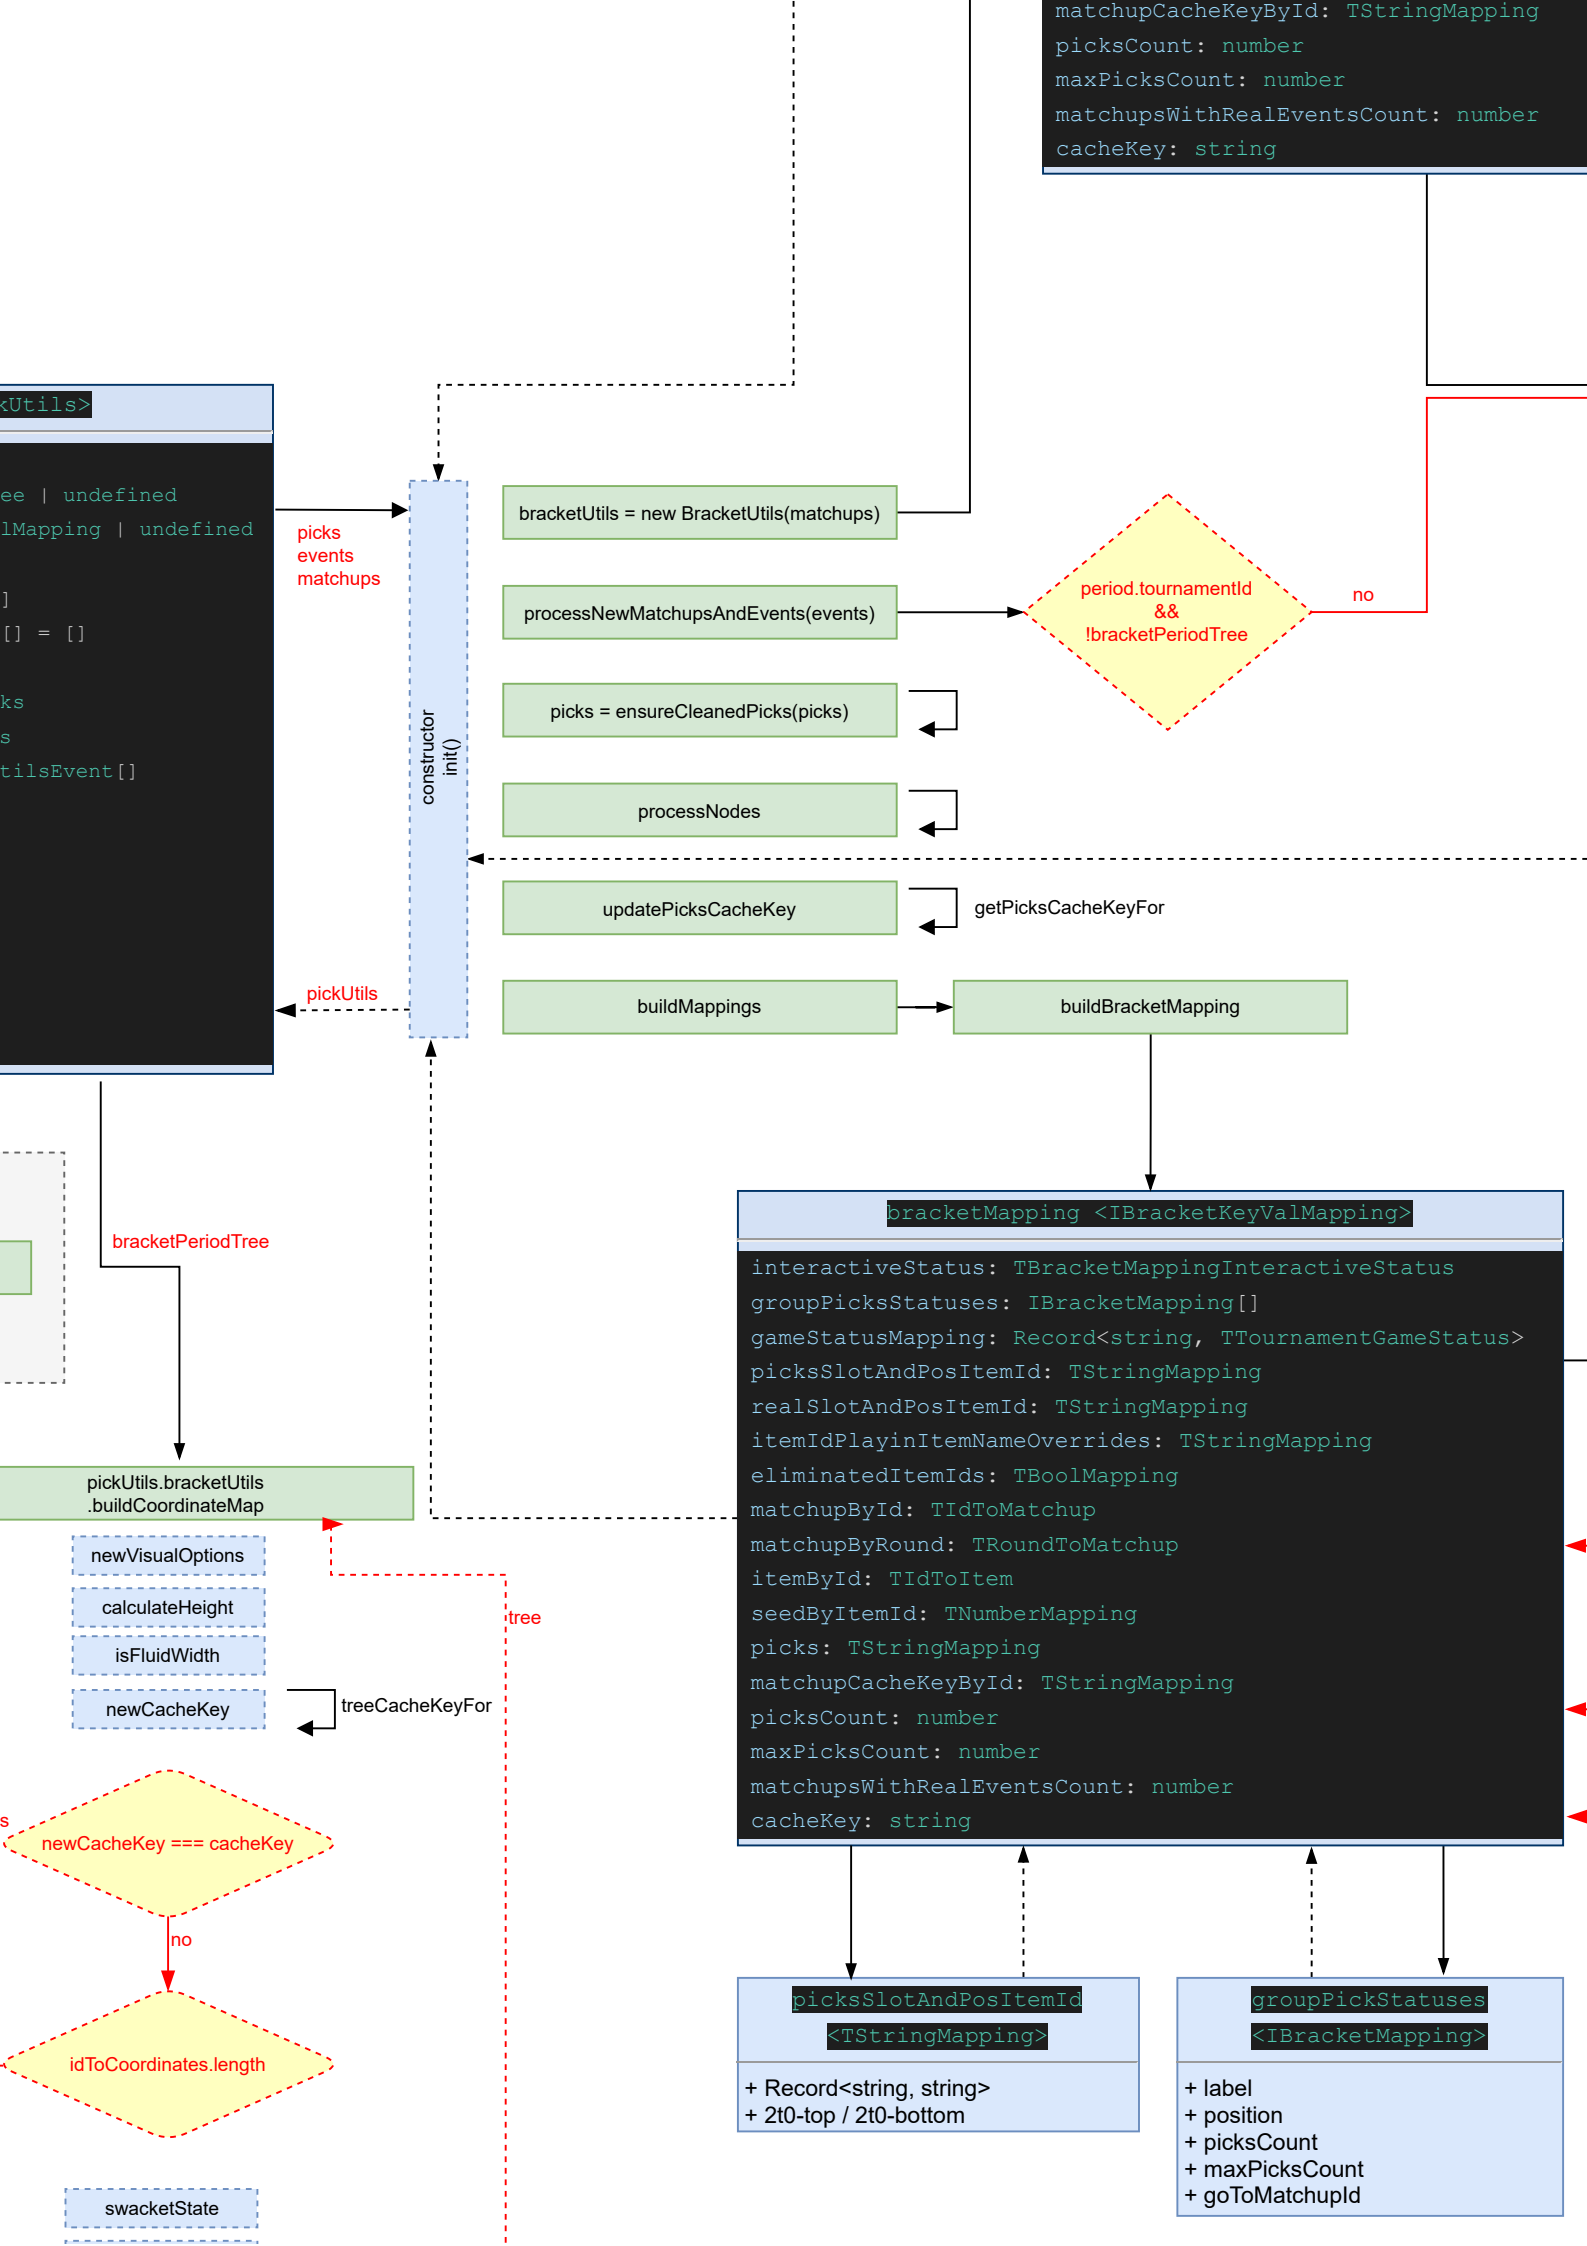 matchupCacheKeyById: TStringMapping
picksCount: number
maxPicksCount: number
matchupsWithRealEventsCount: number
cacheKey: string
kUtils>
ee | undefined
lMapping | undefined
]
[] = []
ks
s
tilsEvent[]
picks
events
matchups
constructor
init()
bracketUtils = new BracketUtils(matchups)
processNewMatchupsAndEvents(events)
period.tournamentId
&&
!bracketPeriodTree
no
picks = ensureCleanedPicks(picks)
processNodes
updatePicksCacheKey
getPicksCacheKeyFor
pickUtils
buildMappings
buildBracketMapping
bracketPeriodTree
bracketMapping <IBracketKeyValMapping>
interactiveStatus: TBracketMappingInteractiveStatus
groupPicksStatuses: IBracketMapping[]
gameStatusMapping: Record<string, TTournamentGameStatus>
picksSlotAndPosItemId: TStringMapping
realSlotAndPosItemId: TStringMapping
itemIdPlayinItemNameOverrides: TStringMapping
eliminatedItemIds: TBoolMapping
matchupById: TIdToMatchup
matchupByRound: TRoundToMatchup
itemById: TIdToItem
seedByItemId: TNumberMapping
picks: TStringMapping
matchupCacheKeyById: TStringMapping
picksCount: number
maxPicksCount: number
matchupsWithRealEventsCount: number
cacheKey: string
pickUtils.bracketUtils
.buildCoordinateMap
newVisualOptions
calculateHeight
isFluidWidth
newCacheKey
treeCacheKeyFor
tree
s
newCacheKey === cacheKey
no
idToCoordinates.length
swacketState
picksSlotAndPosItemId
<TStringMapping>
+ Record<string, string>
+ 2t0-top / 2t0-bottom
groupPickStatuses
<IBracketMapping>
+ label
+ position
+ picksCount
+ maxPicksCount
+ goToMatchupId